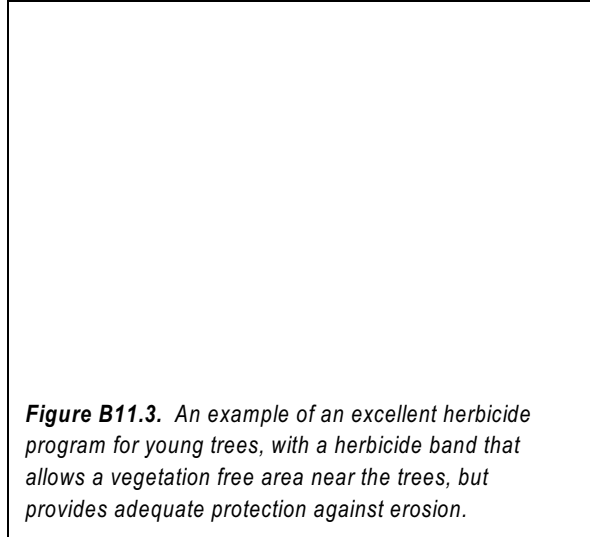 Figure B11.3. An example of an excellent herbicide
program for young trees, with a herbicide band that
allows a vegetation free area near the trees, but
provides adequate protection against erosion.